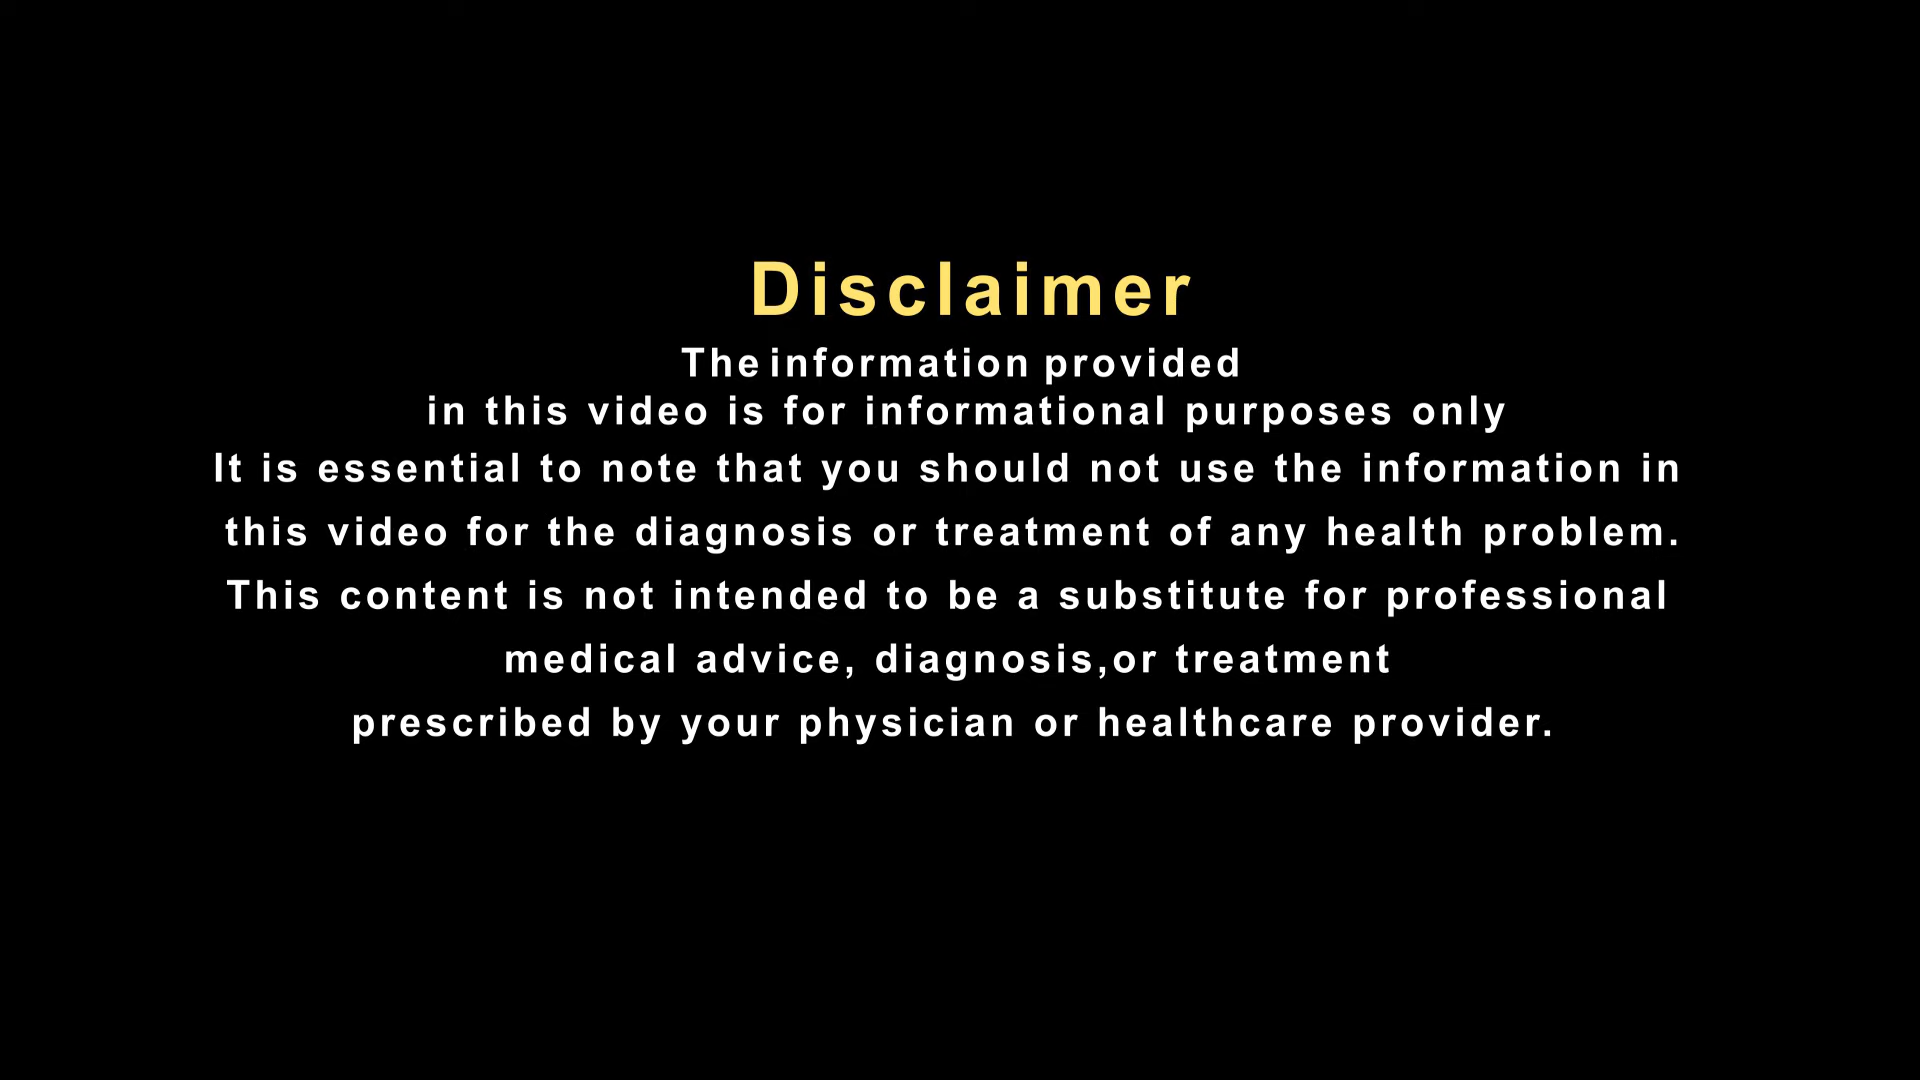 Disclaimer
The information provided
in this video is for informational purposes only
It is essential to note that you should not use the information in
this video for the diagnosis or treatment of any health problem.
This content is not intended to be a substitute for professional
medical advice, diagnosis,or treatment
prescribed by your physician or healthcare provider.